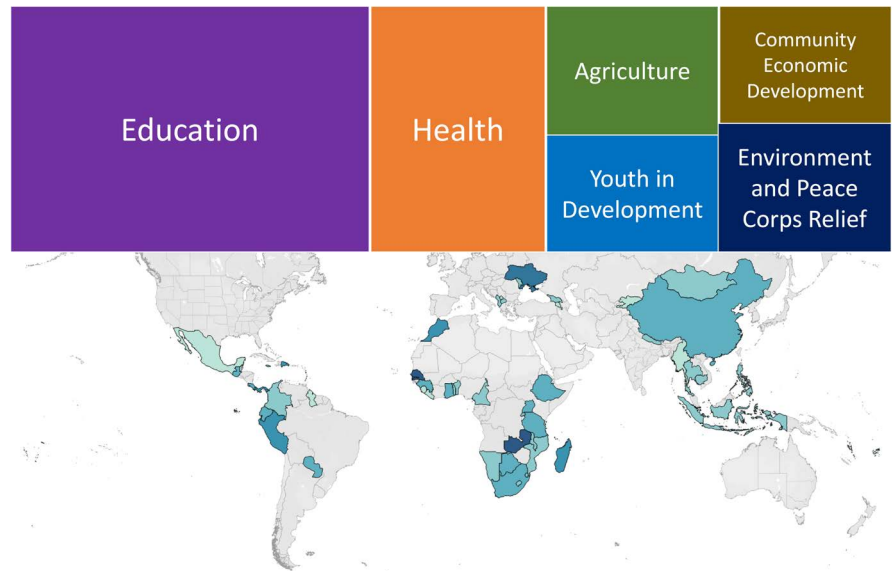 Education
Health
Agriculture
Community
Economic
Development
Youth in
Development
Environment
and Peace
Corps Relief